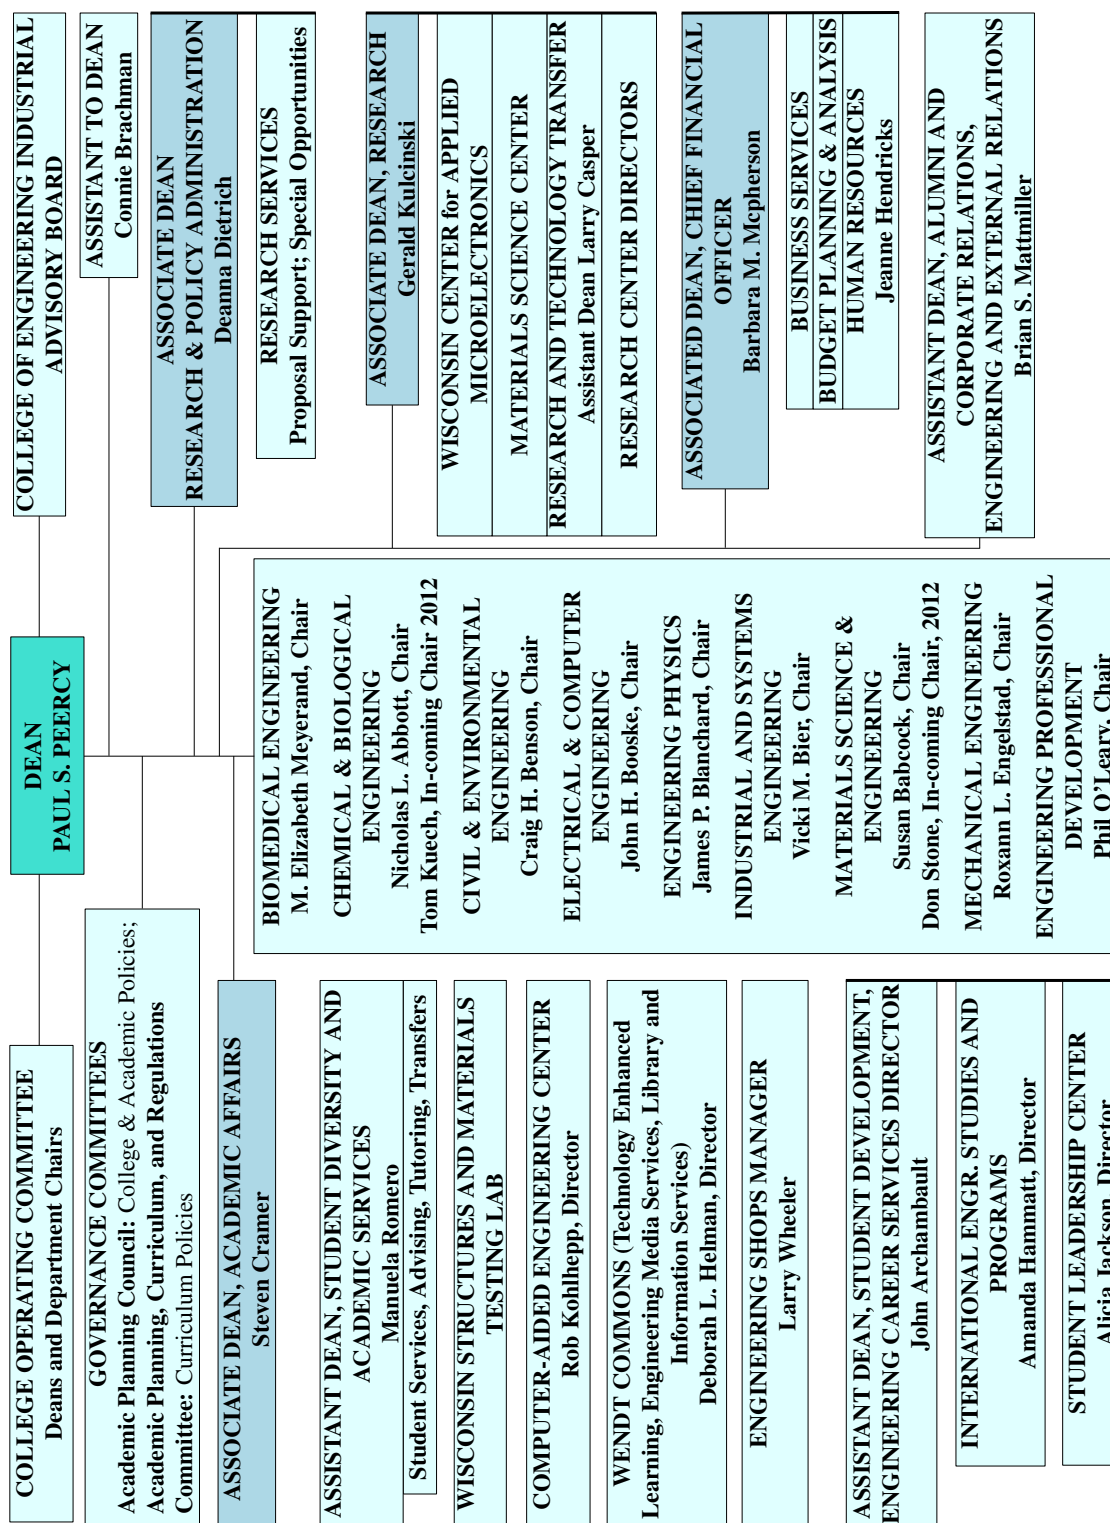 COLLEGE OPERATING COMMITTEE
Deans and Department Chairs
DEAN
PAUL S. PEERCY
COLLEGE OF ENGINEERING INDUSTRIAL
ADVISORY BOARD
ASSISTANT TO DEAN
Connie Brachman
GOVERNANCE COMMITTEES
Academic Planning Council: College & Academic Policies;
Academic Planning, Curriculum, and Regulations
Committee: Curriculum Policies
ASSOCIATE DEAN
RESEARCH & POLICY ADMINISTRATION
Deanna Dietrich
RESEARCH SERVICES
Proposal Support; Special Opportunities
ASSOCIATE DEAN, ACADEMIC AFFAIRS
Steven Cramer
ASSISTANT DEAN, STUDENT DIVERSITY AND
ACADEMIC SERVICES
Manuela Romero
Student Services, Advising, Tutoring, Transfers
WISCONSIN STRUCTURES AND MATERIALS
TESTING LAB
COMPUTER-AIDED ENGINEERING CENTER
Rob Kohlhepp, Director
WENDT COMMONS (Technology Enhanced
Learning, Engineering Media Services, Library and
Information Services)
Deborah L. Helman, Director
ENGINEERING SHOPS MANAGER
Larry Wheeler
ASSISTANT DEAN, STUDENT DEVELOPMENT,
ENGINEERING CAREER SERVICES DIRECTOR
John Archambault
INTERNATIONAL ENGR. STUDIES AND
PROGRAMS
Amanda Hammatt, Director
STUDENT LEADERSHIP CENTER
Alicia Jackson, Director
BIOMEDICAL ENGINEERING
M. Elizabeth Meyerand, Chair
CHEMICAL & BIOLOGICAL
ENGINEERING
Nicholas L. Abbott, Chair
Tom Kuech, In-coming Chair 2012
CIVIL & ENVIRONMENTAL
ENGINEERING
Craig H. Benson, Chair
ELECTRICAL & COMPUTER
ENGINEERING
John H. Booske, Chair
ENGINEERING PHYSICS
James P. Blanchard, Chair
INDUSTRIAL AND SYSTEMS
ENGINEERING
Vicki M. Bier, Chair
MATERIALS SCIENCE &
ENGINEERING
Susan Babcock, Chair
Don Stone, In-coming Chair, 2012
MECHANICAL ENGINEERING
Roxann L. Engelstad, Chair
ENGINEERING PROFESSIONAL
DEVELOPMENT
Phil O'Leary, Chair
ASSOCIATE DEAN, RESEARCH
Gerald Kulcinski
WISCONSIN CENTER for APPLIED
MICROELECTRONICS
MATERIALS SCIENCE CENTER
RESEARCH AND TECHNOLOGY TRANSFER
Assistant Dean Larry Casper
RESEARCH CENTER DIRECTORS
ASSOCIATED DEAN, CHIEF FINANCIAL
OFFICER
Barbara M. Mcpherson
BUSINESS SERVICES
BUDGET PLANNING & ANALYSIS
HUMAN RESOURCES
Jeanne Hendricks
ASSISTANT DEAN, ALUMNI AND
CORPORATE RELATIONS,
ENGINEERING AND EXTERNAL RELATIONS
Brian S. Mattmiller